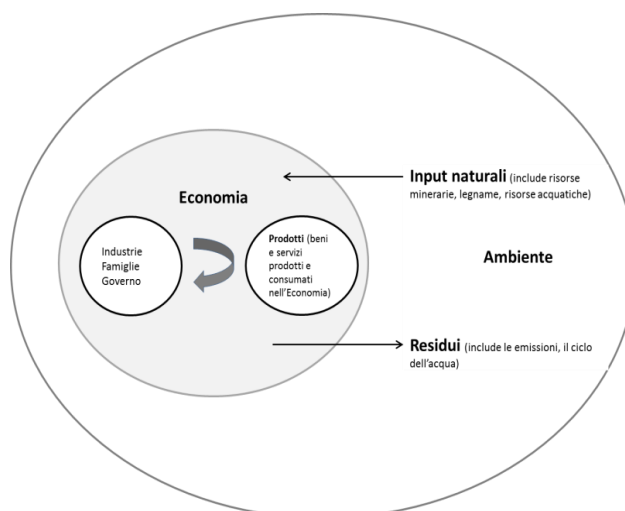 Input naturali (include risorse
minerarie, legname, risorse acquatiche)
Economia
Industrie
Famiglie
Governo
Prodotti (beni
e servizi
prodotti e
consumati
nell'Economia)
Ambiente
Residui (include le emissioni, il ciclo
dell'acqua)